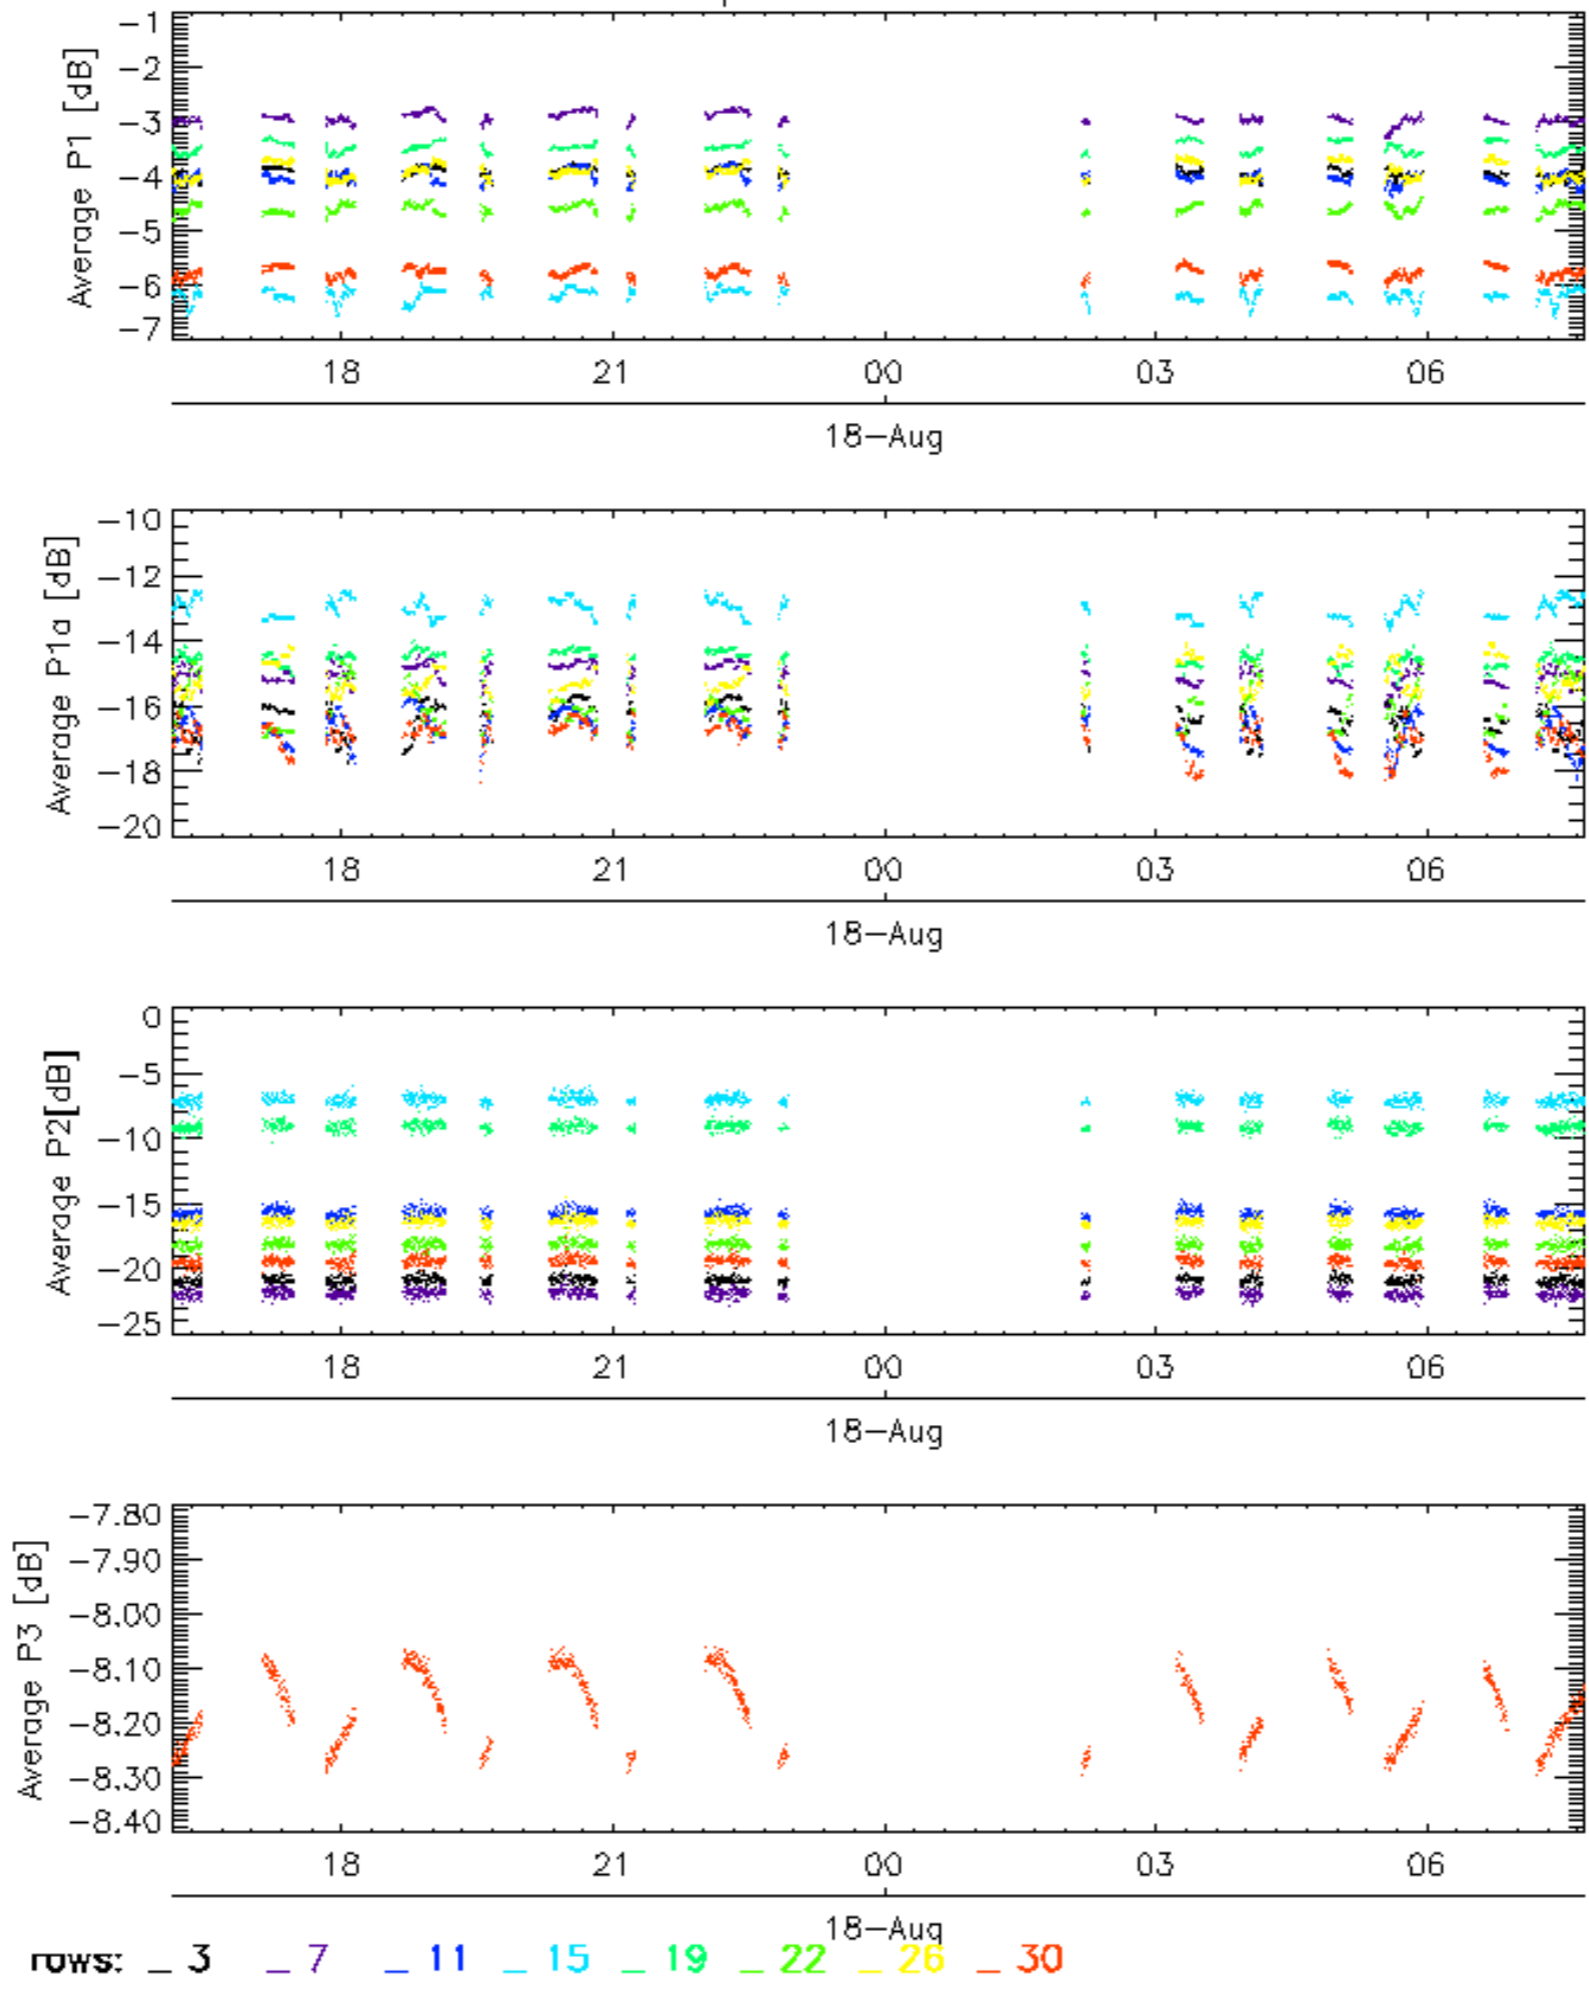 Average P1 [dB]
-1
-2
-3
-4
-5
-6
-7
18 21 00 03 06
18-Aug
Average P1a [dB]
-10
-12
-14
-16
-18
-20
18 21 00 03 06
18-Aug
Average P2[dB]
0
-5
-10
-15
-20
-25
18 21 00 03 06
18-Aug
Average P3 [dB]
-7.80
-7.90
-8.00
-8.10
-8.20
-8.30
-8.40
18 21 00 03 06
18-Aug
rows: _ 3 _ 7 _ 11 _ 15 _ 19 _ 22 _ 26 _ 30